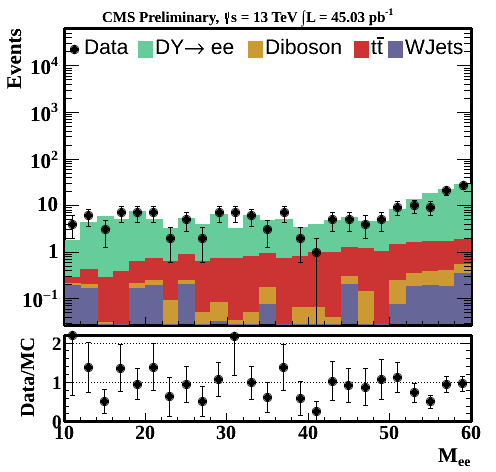 CMS Preliminary, √s = 13 TeV ∫L = 45.03 pb⁻¹
Events
Data DY→ ee Diboson tt̄ WJets
10⁴
10³
10²
10
1
10⁻¹
Data/MC
2
1
0
10 20 30 40 50 60
Mₑₑ